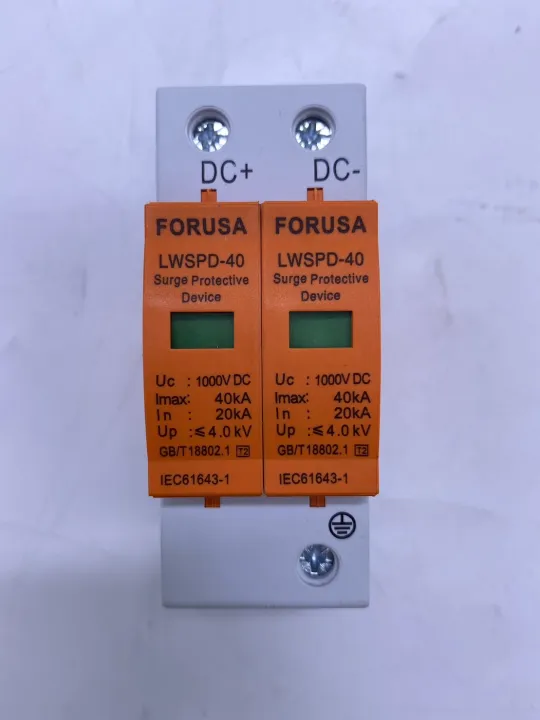 DC+ DC-
FORUSA
LWSPD-40
Surge Protective
Device
Uc : 1000V DC
Imax: 40kA
In : 20kA
Up :≤4.0kV
GB/T18802.1 T2
IEC61643-1
FORUSA
LWSPD-40
Surge Protective
Device
Uc : 1000V DC
Imax: 40kA
In : 20kA
Up :≤4.0kV
GB/T18802.1 T2
IEC61643-1